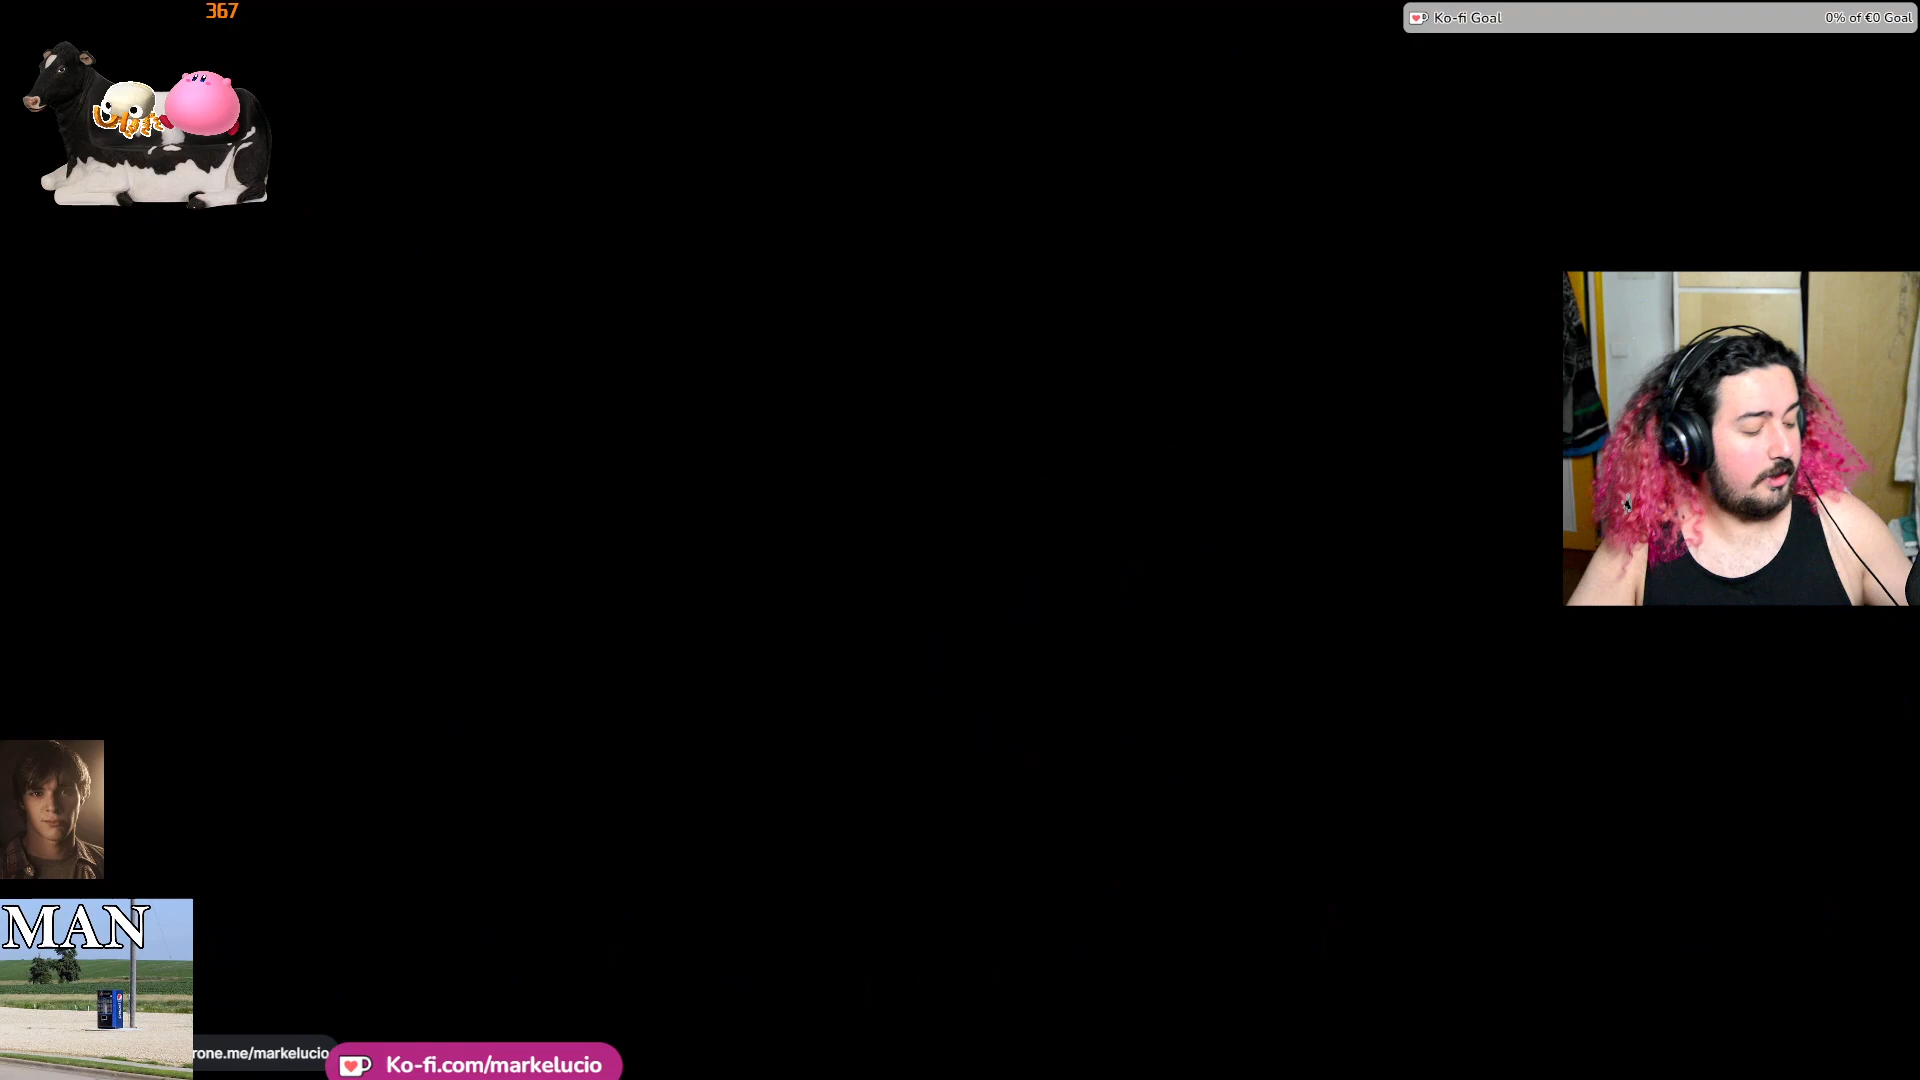 367
Ko-fi Goal
0% of €0 Goal
MAN
rone.me/markelucio
Ko-fi.com/markelucio